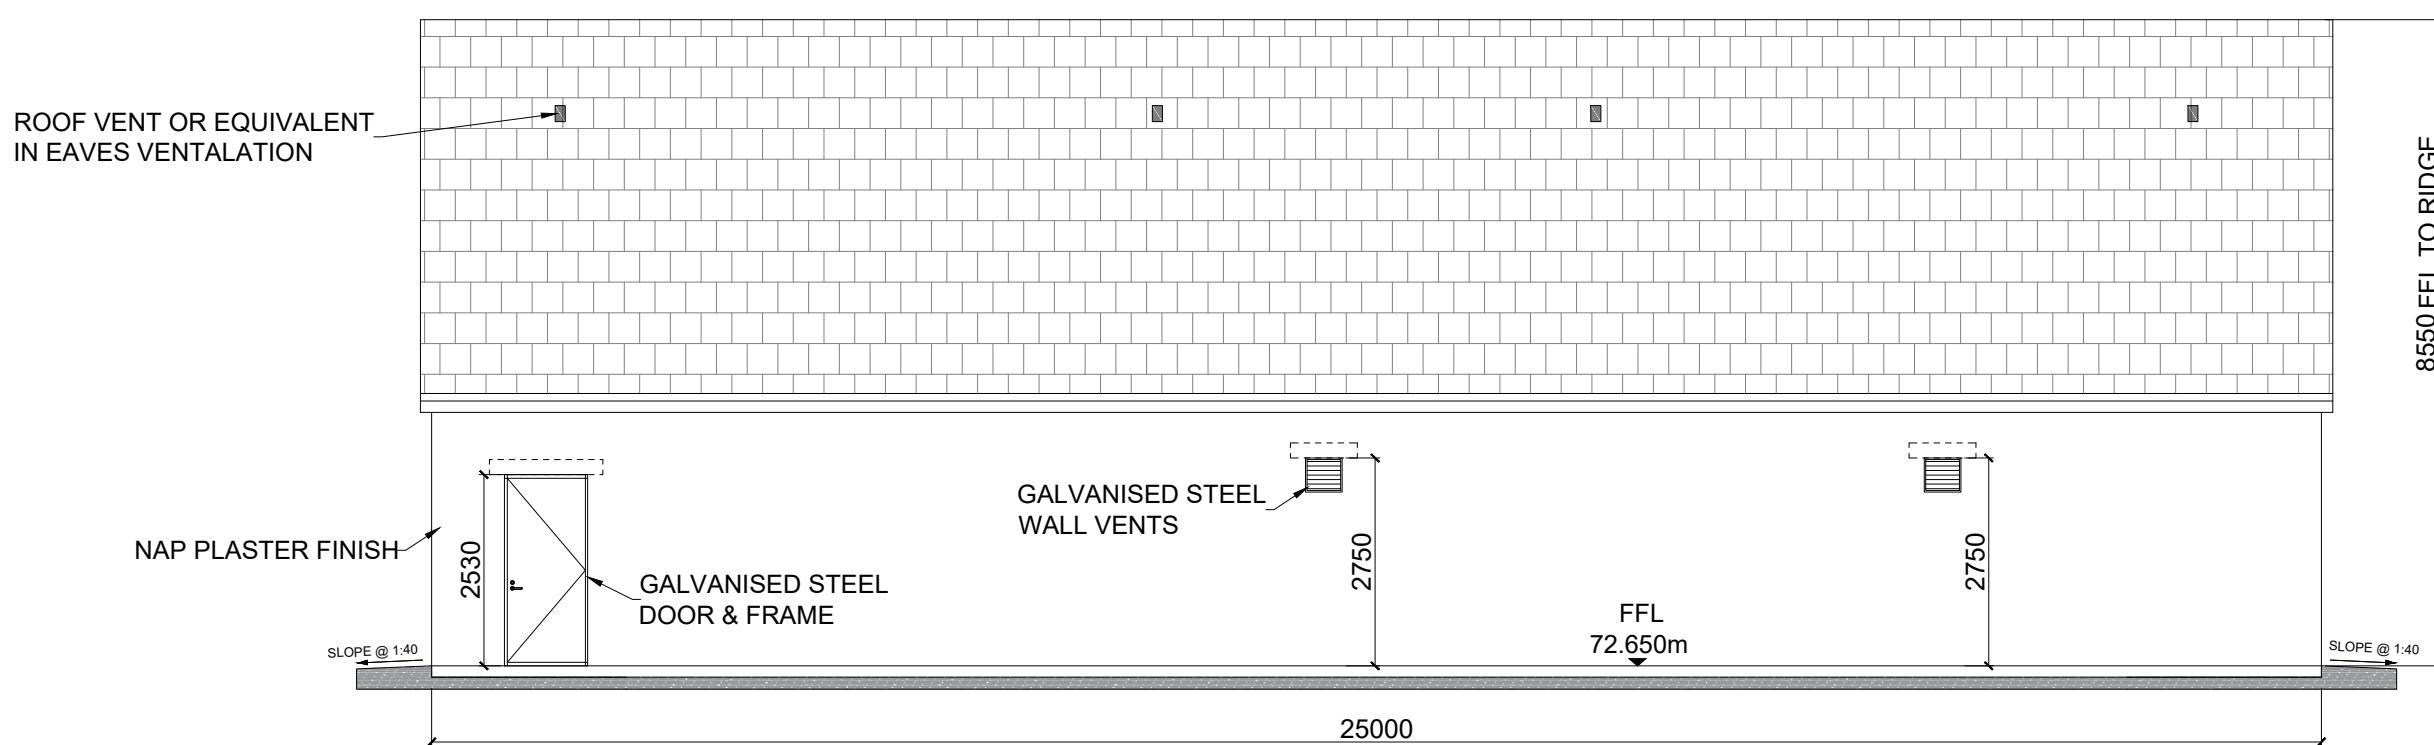 ROOF VENT OR EQUIVALENT
IN EAVES VENTALATION
8550 FFL TO RIDGE
GALVANISED STEEL
WALL VENTS
NAP PLASTER FINISH
2530
GALVANISED STEEL
DOOR & FRAME
2750
2750
FFL
72.650m
SLOPE @ 1:40
SLOPE @ 1:40
25000